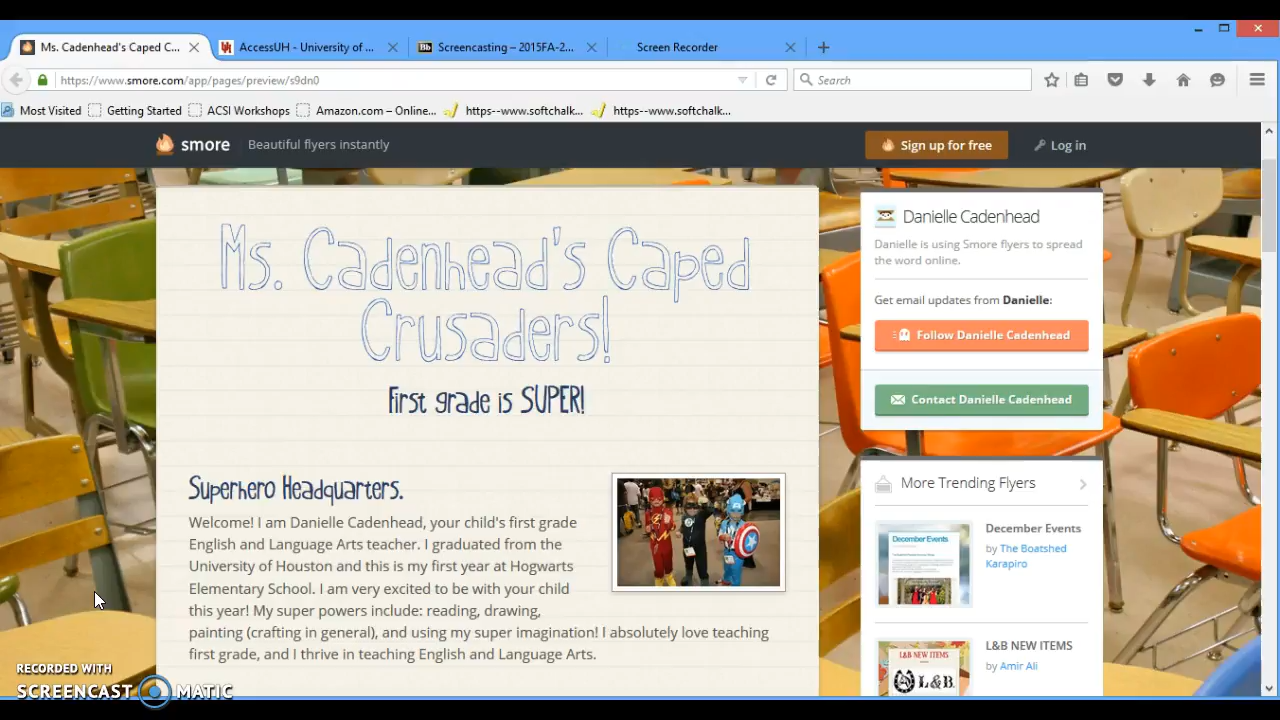 Ms. Cadenhead's Caped C...
AccessUH - University of ...
Bb Screencasting – 2015FA-2...
Screen Recorder
https://www.smore.com/app/pages/preview/s9dn0
Search
Most Visited
Getting Started
ACSI Workshops
Amazon.com – Online...
https--www.softchalk...
https--www.softchalk...
smore
Beautiful flyers instantly
Sign up for free
Log in
Ms. Cadenhead's Caped
Crusaders!
First grade is SUPER!
Superhero Headquarters.
Welcome! I am Danielle Cadenhead, your child's first grade
English and Language Arts teacher. I graduated from the
University of Houston and this is my first year at Hogwarts
Elementary School. I am very excited to be with your child
this year! My super powers include: reading, drawing,
painting (crafting in general), and using my super imagination! I absolutely love teaching
first grade, and I thrive in teaching English and Language Arts.
Danielle Cadenhead
Danielle is using Smore flyers to spread
the word online.
Get email updates from Danielle:
Follow Danielle Cadenhead
Contact Danielle Cadenhead
More Trending Flyers
December Events
December Events
by The Boatshed
Karapiro
L&B NEW ITEMS
L&B.
L&B NEW ITEMS
by Amir Ali
RECORDED WITH
SCREENCAST MATIC